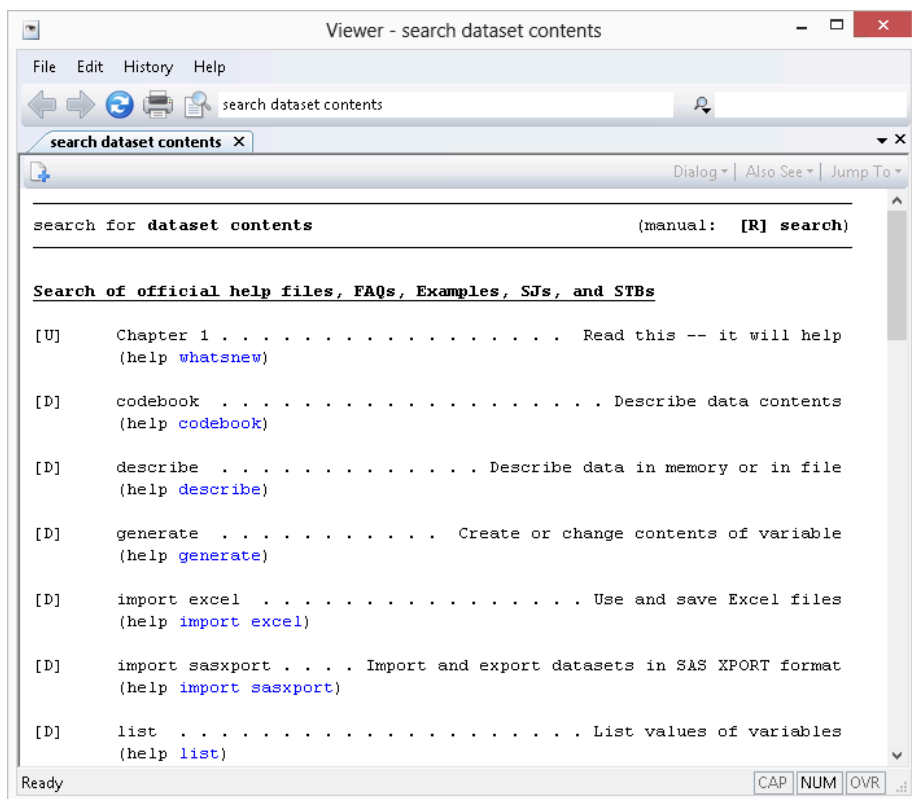 Viewer - search dataset contents
File Edit History Help
search dataset contents
search dataset contents X
Dialog Also See Jump To
search for dataset contents (manual: [R] search)
Search of official help files, FAQs, Examples, SJs, and STBs
[U] Chapter 1 . . . . . . . . . . . . . . . . . Read this -- it will help
(help whatsnew)
[D] codebook . . . . . . . . . . . . . . . . . . . Describe data contents
(help codebook)
[D] describe . . . . . . . . . . . . . Describe data in memory or in file
(help describe)
[D] generate . . . . . . . . . . . Create or change contents of variable
(help generate)
[D] import excel . . . . . . . . . . . . . . . . Use and save Excel files
(help import excel)
[D] import sasxport . . . . Import and export datasets in SAS XPORT format
(help import sasxport)
[D] list . . . . . . . . . . . . . . . . . . . . List values of variables
(help list)
Ready CAP NUM OVR